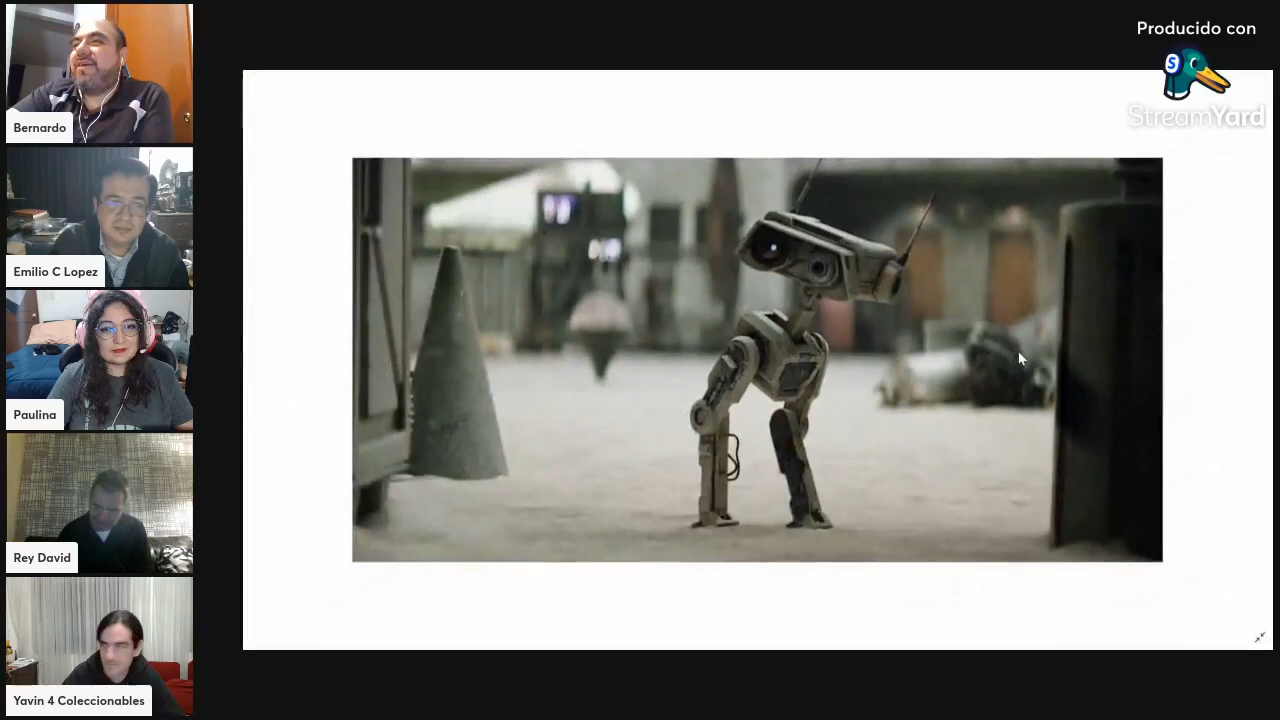 Producido con
S
StreamYard
Bernardo
Emilio C Lopez
Paulina
Rey David
Yavin 4 Coleccionables